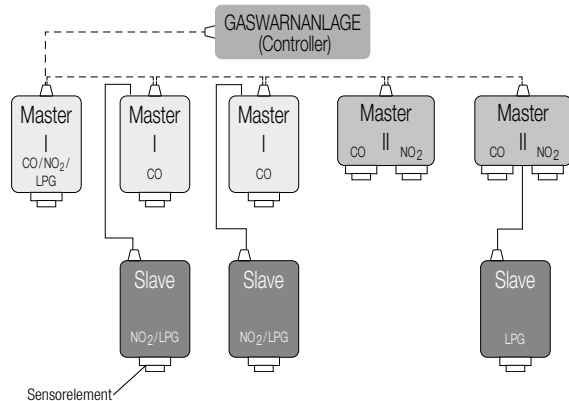 GASWARNANLAGE
(Controller)
Master
I
CO/NO₂/
LPG
Master
I
CO
Master
I
CO
Master
II
CO NO₂
Master
II
CO NO₂
Slave
NO₂/LPG
Slave
NO₂/LPG
Slave
LPG
Sensorelement